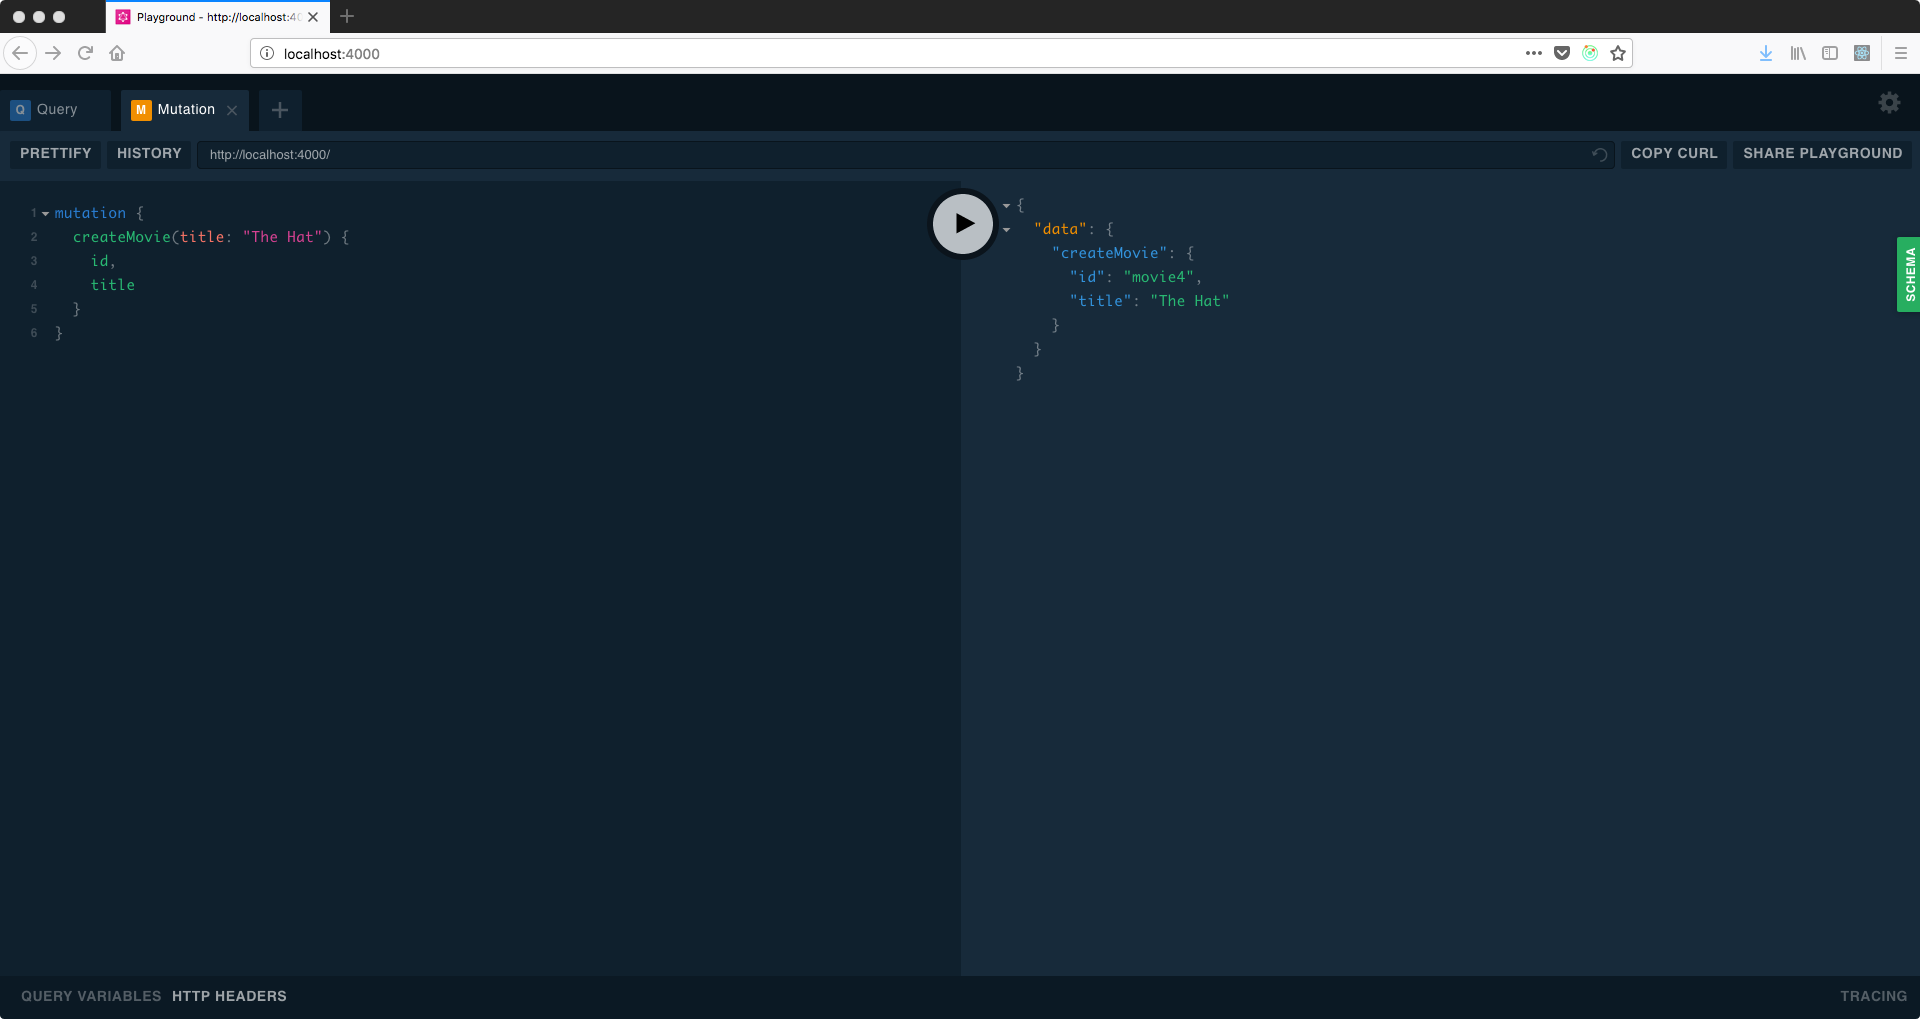 Playground - http://localhost:40
localhost:4000
Q Query
M Mutation
PRETTIFY
HISTORY
http://localhost:4000/
COPY CURL
SHARE PLAYGROUND
1 mutation {
2 createMovie(title: "The Hat") {
3 id,
4 title
5 }
6 }
{
"data": {
"createMovie": {
"id": "movie4",
"title": "The Hat"
}
}
}
SCHEMA
QUERY VARIABLES
HTTP HEADERS
TRACING